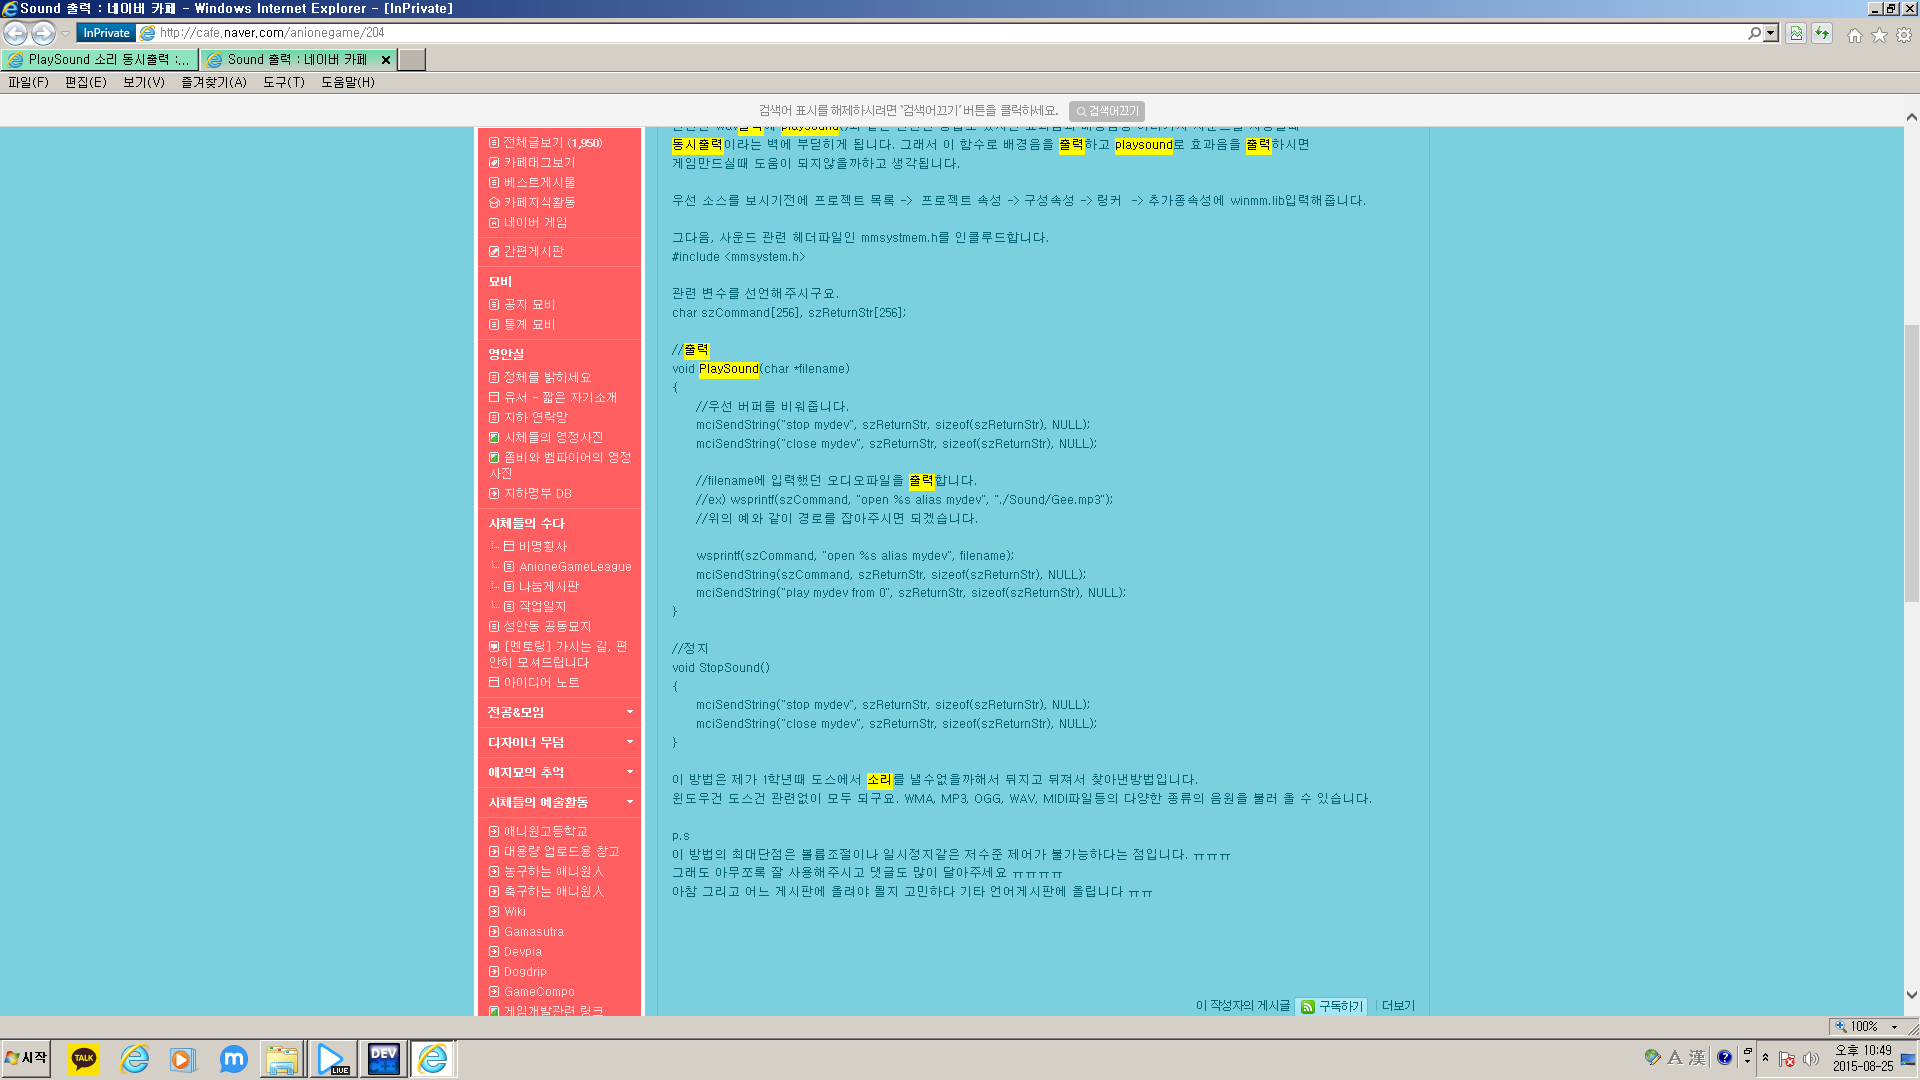 Sound 출력 : 네이버 카페 - Windows Internet Explorer - [InPrivate]
InPrivate http://cafe.naver.com/anionegame/204
PlaySound 소리 동시출력 :... Sound 출력 : 네이버 카페
파일(F) 편집(E) 보기(V) 즐겨찾기(A) 도구(T) 도움말(H)
검색어 표시를 해제하시려면 '검색어끄기' 버튼을 클릭하세요. 검색어끄기
전체글보기 (1,950)
카페태그보기
베스트게시물
카페지식활동
네이버 게임
간편게시판
묘비
공지 묘비
통계 묘비
영안실
정체를 밝히세요
유서 - 짧은 자기소개
지하 연락망
시체들의 영정사진
좀비와 뱀파이어의 영정
사진
지하명부 DB
시체들의 수다
비명횡사
AnioneGameLeague
나눔게시판
작업일지
성안동 공동묘지
[멘토링] 가시는 길, 편
안히 모셔드립니다
아이디어 노트
전공&모임
디자이너 무덤
애지묘의 추억
시체들의 예술활동
애니원고등학교
대용량 업로드용 창고
농구하는 애니원人
축구하는 애니원人
Wiki
Gamasutra
Devpia
Dogdrip
GameCompo
게임개발관련 링크
동시출력이라는 벽에 부딪히게 됩니다. 그래서 이 함수로 배경음을 출력하고 playsound로 효과음을 출력하시면
게임만드실때 도움이 되지않을까하고 생각됩니다.
우선 소스를 보시기전에 프로젝트 목록 -> 프로젝트 속성 -> 구성속성 -> 링커 -> 추가종속성에 winmm.lib입력해줍니다.
그다음, 사운드 관련 헤더파일인 mmsystmem.h를 인클루드합니다.
#include <mmsystem.h>
관련 변수를 선언해주시구요.
char szCommand[256], szReturnStr[256];
//출력
void PlaySound(char *filename)
{
//우선 버퍼를 비워줍니다.
mciSendString("stop mydev", szReturnStr, sizeof(szReturnStr), NULL);
mciSendString("close mydev", szReturnStr, sizeof(szReturnStr), NULL);
//filename에 입력했던 오디오파일을 출력합니다.
//ex) wsprintf(szCommand, "open %s alias mydev", "./Sound/Gee.mp3");
//위의 예와 같이 경로를 잡아주시면 되겠습니다.
wsprintf(szCommand, "open %s alias mydev", filename);
mciSendString(szCommand, szReturnStr, sizeof(szReturnStr), NULL);
mciSendString("play mydev from 0", szReturnStr, sizeof(szReturnStr), NULL);
}
//정지
void StopSound()
{
mciSendString("stop mydev", szReturnStr, sizeof(szReturnStr), NULL);
mciSendString("close mydev", szReturnStr, sizeof(szReturnStr), NULL);
}
이 방법은 제가 1학년때 도스에서 소리를 낼수없을까해서 뒤지고 뒤져서 찾아낸방법입니다.
윈도우건 도스건 관련없이 모두 되구요. WMA, MP3, OGG, WAV, MIDI파일등의 다양한 종류의 음원을 불러 올 수 있습니다.
p.s
이 방법의 최대단점은 볼륨조절이나 일시정지같은 저수준 제어가 불가능하다는 점입니다. ㅠㅠㅠ
그래도 아무쪼록 잘 사용해주시고 댓글도 많이 달아주세요 ㅠㅠㅠㅠ
아참 그리고 어느 게시판에 올려야 될지 고민하다 기타 언어게시판에 올립니다 ㅠㅠ
이 작성자의 게시글 구독하기 더보기
100%
시작 TALK LIVE DEV A 漢
오후 10:49
2015-08-25